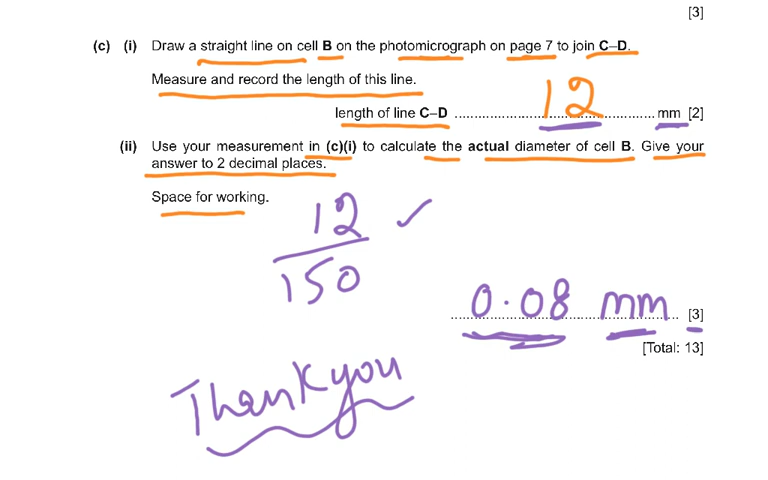 [3]
(c) (i) Draw a straight line on cell B on the photomicrograph on page 7 to join C–D.
Measure and record the length of this line.
length of line C–D .......... 12 .......... mm [2]
(ii) Use your measurement in (c)(i) to calculate the actual diameter of cell B. Give your
answer to 2 decimal places.
Space for working.
12 ✓
150
0.08 mm [3]
[Total: 13]
Thank you